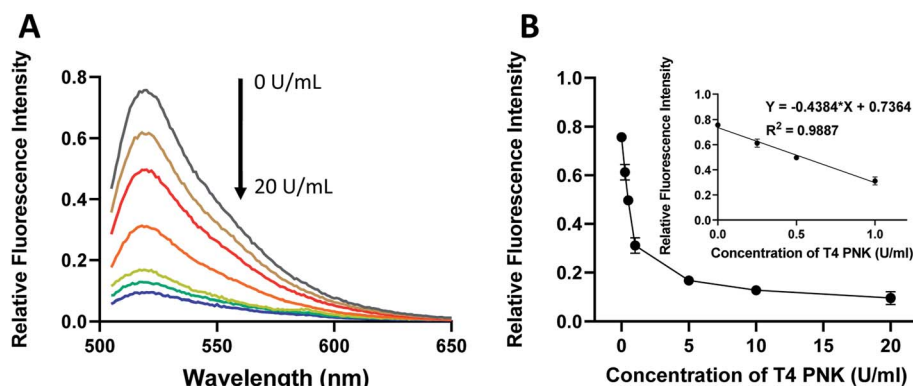 A
Relative Fluorescence Intensity
0.8
0.6
0.4
0.2
0.0
500
550
600
650
Wavelength (nm)
0 U/mL
20 U/mL
B
Relative Fluorescence Intensity
1.0
0.8
0.6
0.4
0.2
0.0
0
5
10
15
20
Concentration of T4 PNK (U/ml)
Relative Fluorescence Intensity
1.0
0.8
0.6
0.4
0.2
0.0
0.0
0.5
1.0
Concentration of T4 PNK (U/ml)
Y = -0.4384*X + 0.7364
R² = 0.9887